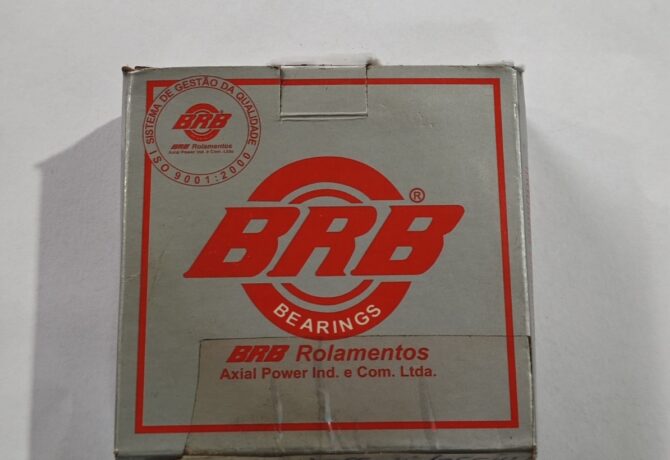 SISTEMA DE GESTÃO DA QUALIDADE
BRB
BRB Rolamentos
Axial Power Ind. e Com. Ltda
ISO 9001:2000
BRB®
BEARINGS
BRB Rolamentos
Axial Power Ind. e Com. Ltda.